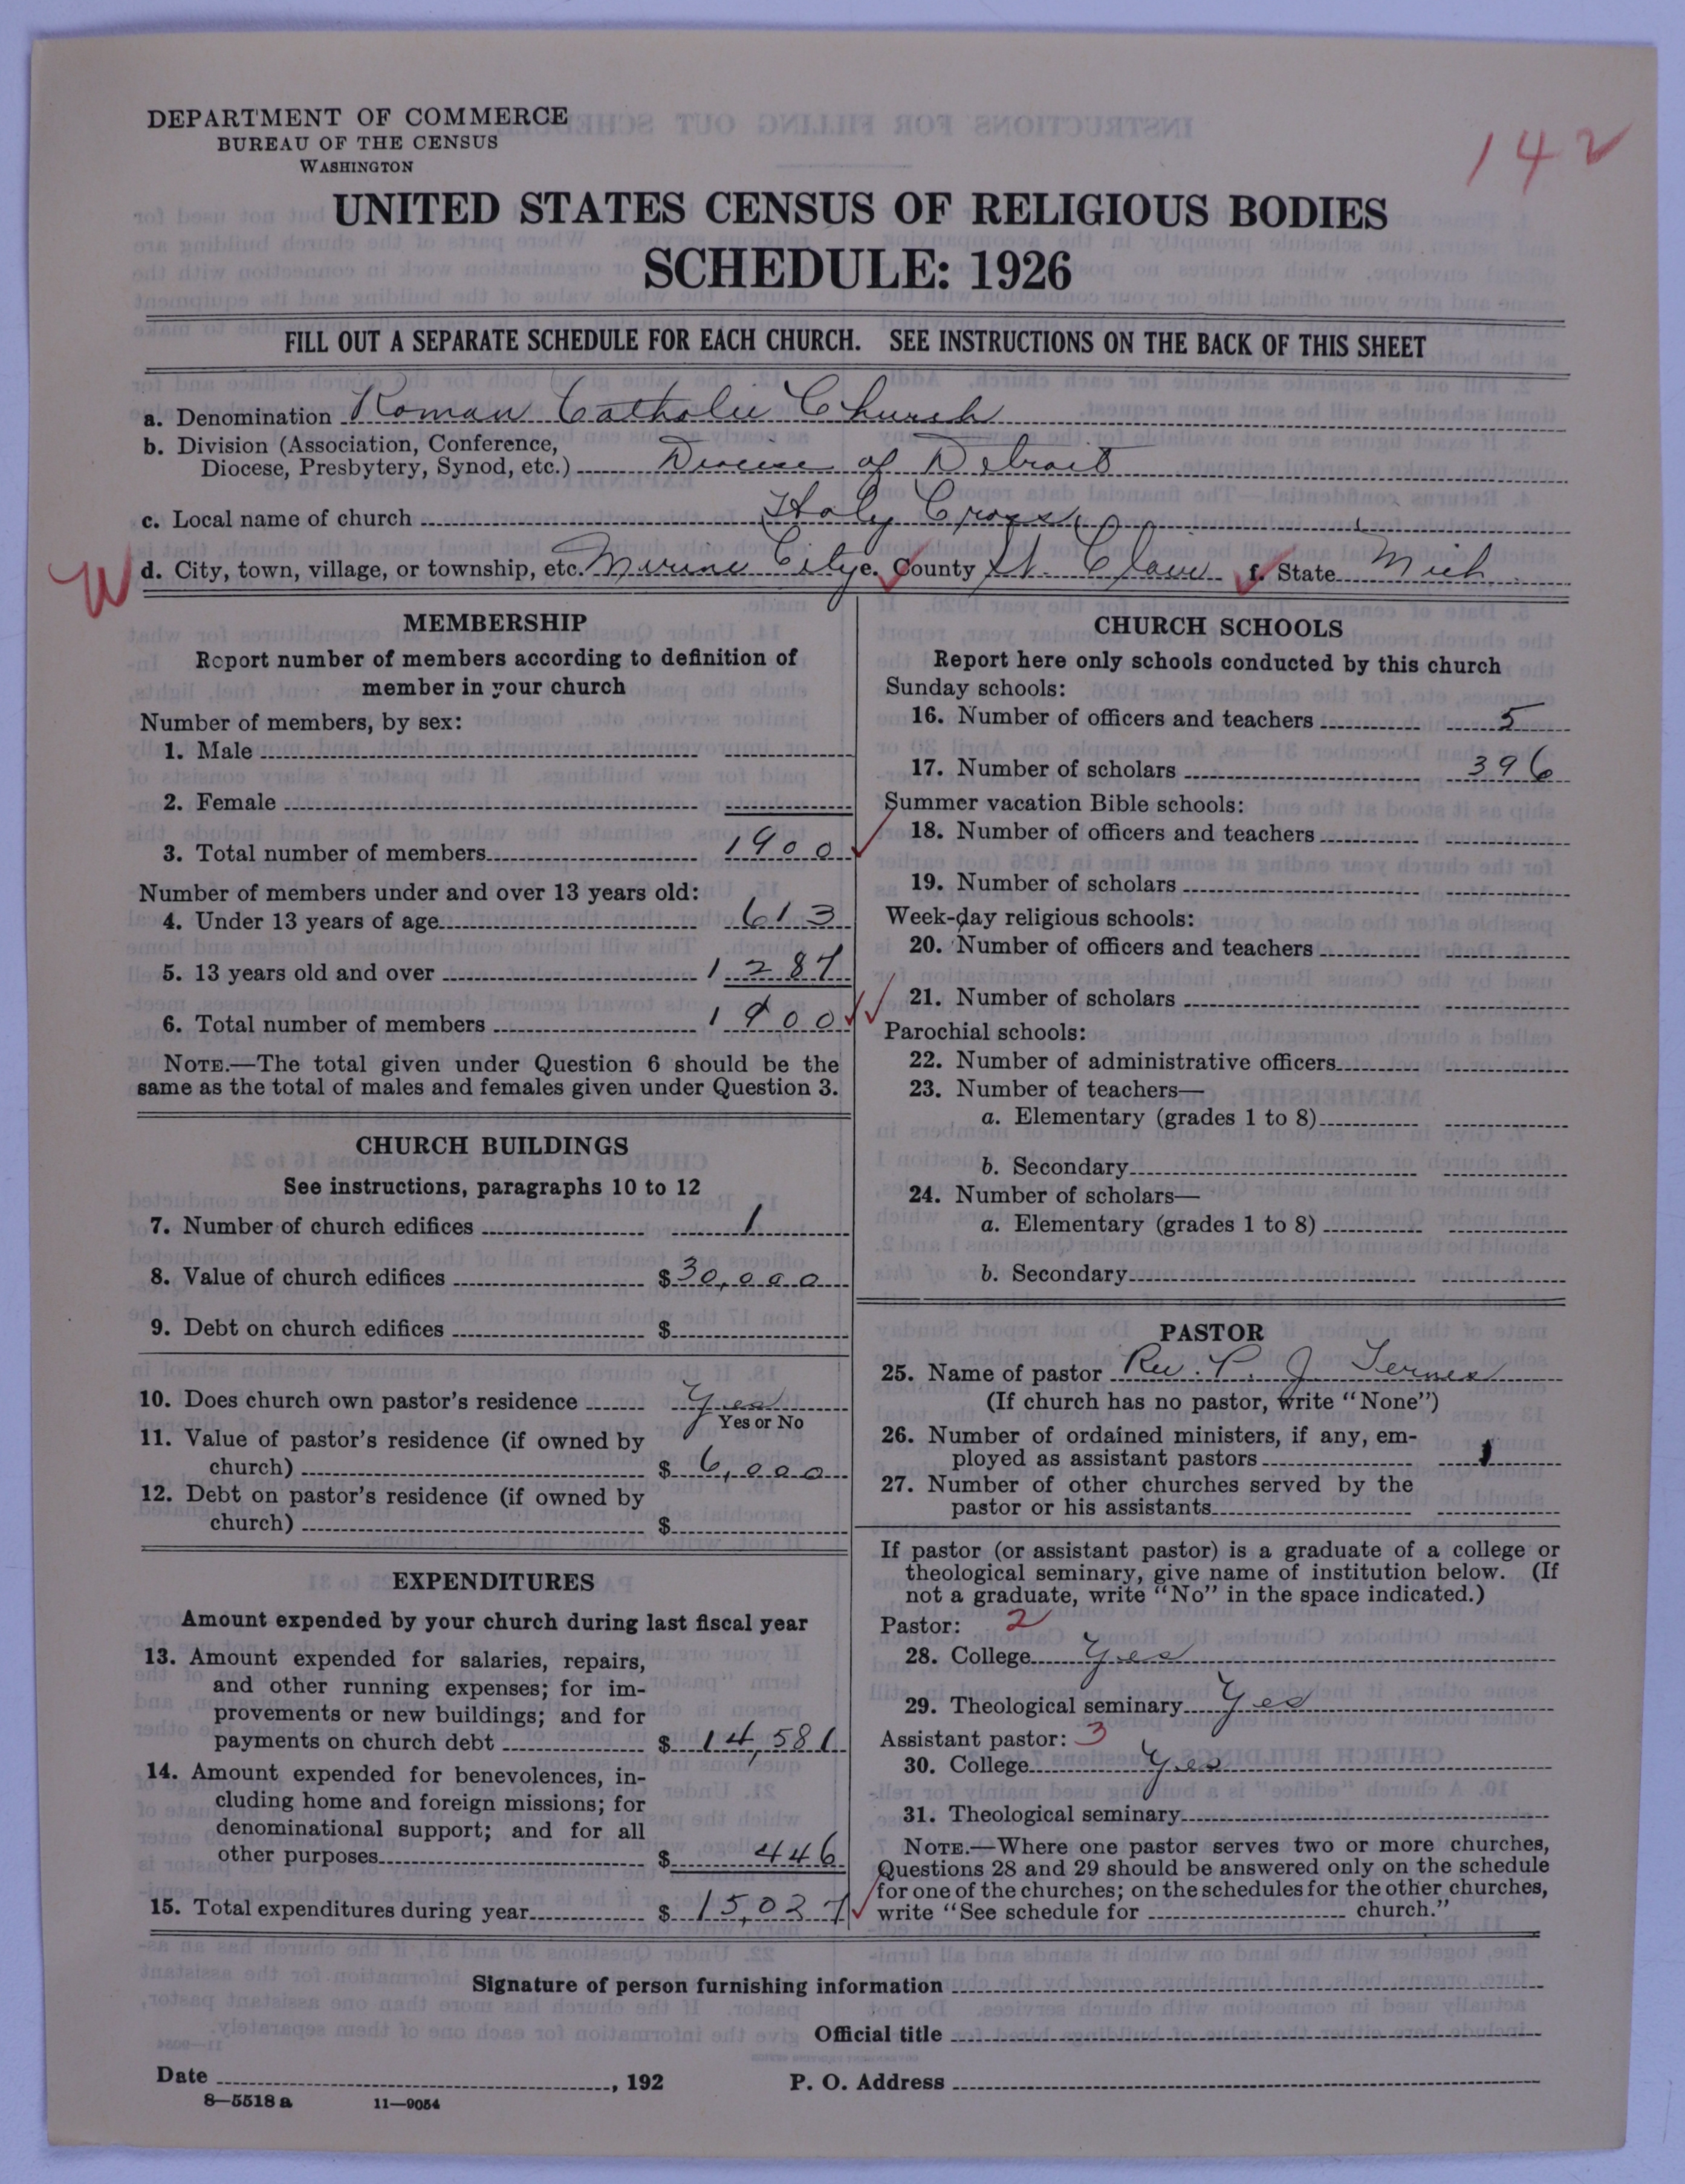 DEPARTMENT OF COMMERCE
BUREAU OF THE CENSUS
WASHINGTON
142
UNITED STATES CENSUS OF RELIGIOUS BODIES
SCHEDULE: 1926
FILL OUT A SEPARATE SCHEDULE FOR EACH CHURCH. SEE INSTRUCTIONS ON THE BACK OF THIS SHEET
a. Denomination Roman Catholic Church
b. Division (Association, Conference,
Diocese, Presbytery, Synod, etc.) Diocese of Detroit
c. Local name of church Holy Cross
W d. City, town, village, or township, etc. Marine City e. County St. Clair f. State Mich.
MEMBERSHIP
Report number of members according to definition of
member in your church
Number of members, by sex:
1. Male
2. Female
3. Total number of members 1900
Number of members under and over 13 years old:
4. Under 13 years of age 613
5. 13 years old and over 1287
6. Total number of members 1900
NOTE.—The total given under Question 6 should be the
same as the total of males and females given under Question 3.
CHURCH BUILDINGS
See instructions, paragraphs 10 to 12
7. Number of church edifices 1
8. Value of church edifices $30,000
9. Debt on church edifices $
10. Does church own pastor's residence Yes
Yes or No
11. Value of pastor's residence (if owned by
church) $6,000
12. Debt on pastor's residence (if owned by
church) $
EXPENDITURES
Amount expended by your church during last fiscal year
13. Amount expended for salaries, repairs,
and other running expenses; for im-
provements or new buildings; and for
payments on church debt $14,581
14. Amount expended for benevolences, in-
cluding home and foreign missions; for
denominational support; and for all
other purposes $446
15. Total expenditures during year $15,027
CHURCH SCHOOLS
Report here only schools conducted by this church
Sunday schools:
16. Number of officers and teachers 5
17. Number of scholars 396
Summer vacation Bible schools:
18. Number of officers and teachers
19. Number of scholars
Week-day religious schools:
20. Number of officers and teachers
21. Number of scholars
Parochial schools:
22. Number of administrative officers
23. Number of teachers—
a. Elementary (grades 1 to 8)
b. Secondary
24. Number of scholars—
a. Elementary (grades 1 to 8)
b. Secondary
PASTOR
25. Name of pastor Rev. P. J. Ternes
(If church has no pastor, write "None")
26. Number of ordained ministers, if any, em-
ployed as assistant pastors 1
27. Number of other churches served by the
pastor or his assistants
If pastor (or assistant pastor) is a graduate of a college or
theological seminary, give name of institution below. (If
not a graduate, write "No" in the space indicated.)
Pastor: 2
28. College Yes
29. Theological seminary Yes
Assistant pastor: 3
30. College Yes
31. Theological seminary
NOTE.—Where one pastor serves two or more churches,
Questions 28 and 29 should be answered only on the schedule
for one of the churches; on the schedules for the other churches,
write "See schedule for church."
Signature of person furnishing information
Official title
Date , 192 P. O. Address
8—5518 a 11—9054